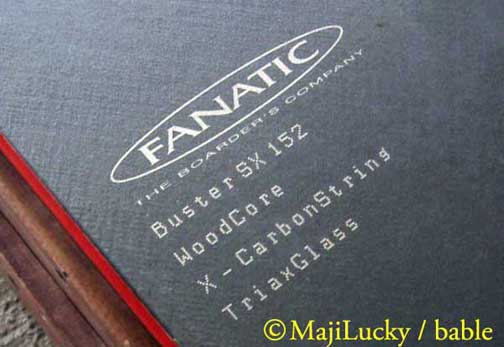 FANATIC
THE BOARDER'S COMPANY
Buster SX 152
WoodCore
X - CarbonString
TriaxGlass
© MajiLucky / bable